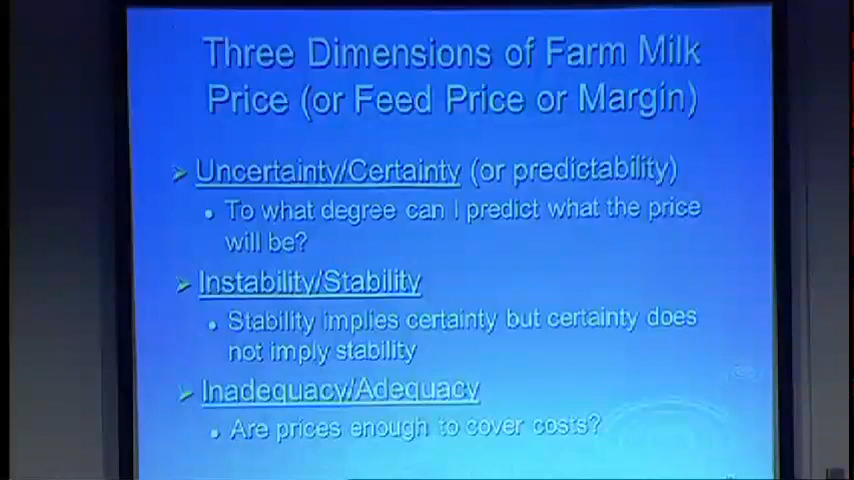 Three Dimensions of Farm Milk
Price (or Feed Price or Margin)
Uncertainty/Certainty (or predictability)
To what degree can I predict what the price
will be?
Instability/Stability
Stability implies certainty but certainty does
not imply stability
Inadequacy/Adequacy
Are prices enough to cover costs?